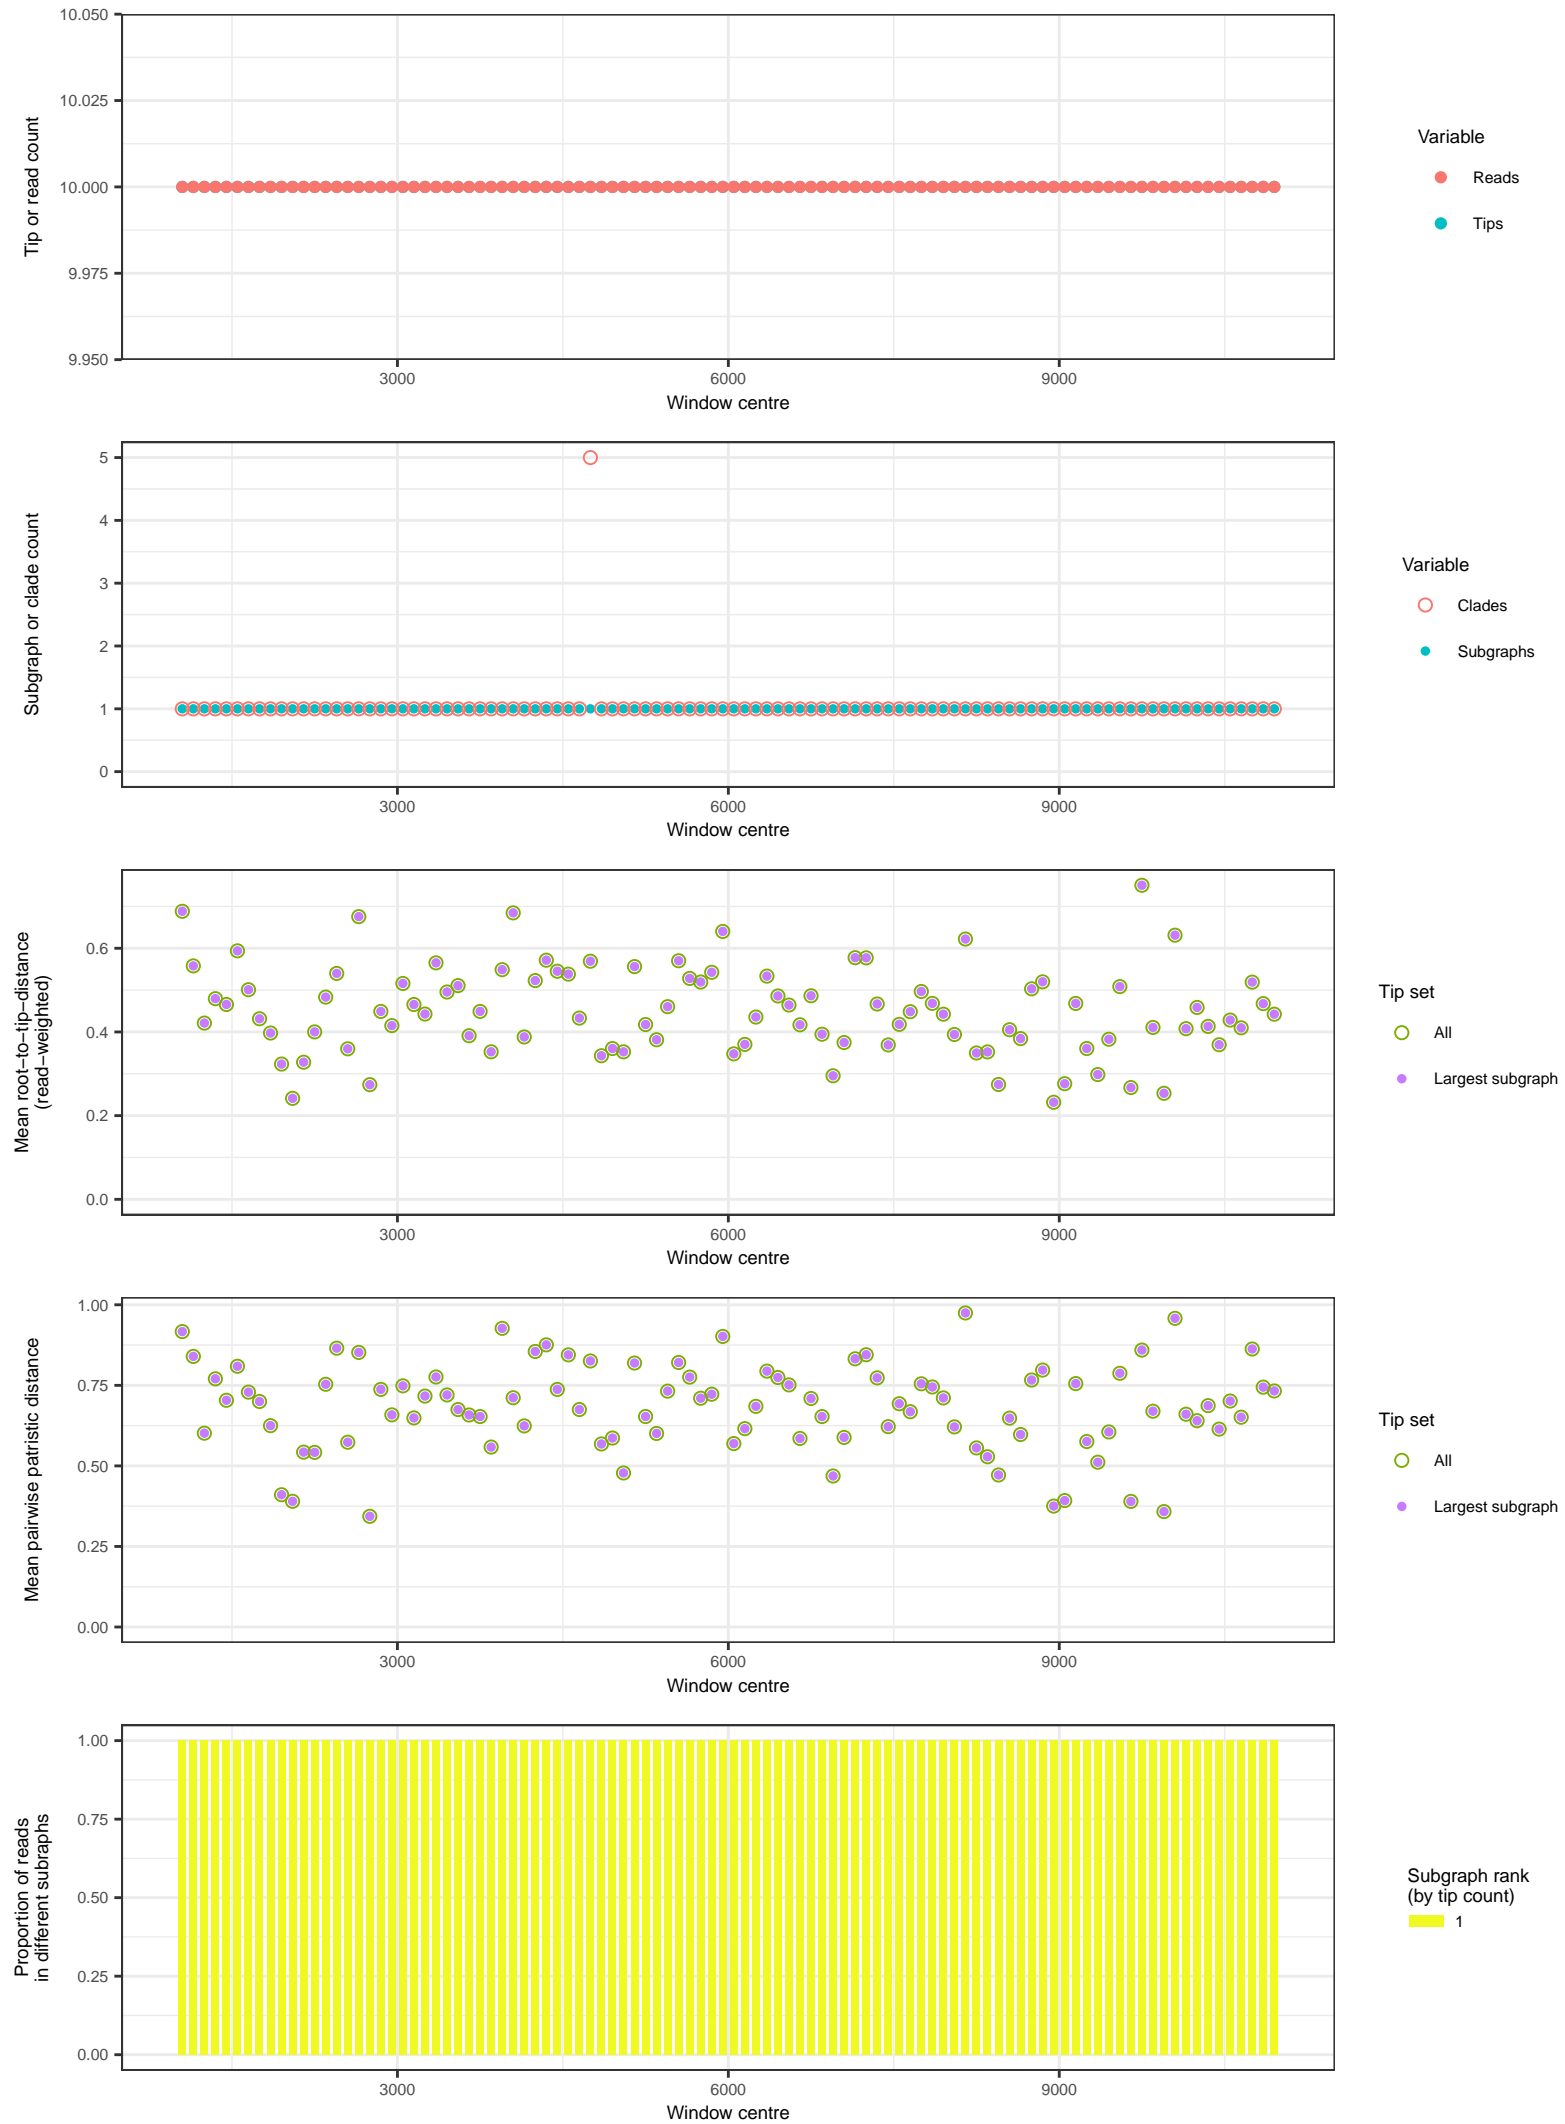 10.050
10.025
10.000
9.975
9.950
Tip or read count
3000
6000
9000
Window centre
Variable
Reads
Tips
5
4
3
2
1
0
Subgraph or clade count
3000
6000
9000
Window centre
Variable
Clades
Subgraphs
0.6
0.4
0.2
0.0
Mean root−to−tip−distance
(read−weighted)
3000
6000
9000
Window centre
Tip set
All
Largest subgraph
1.00
0.75
0.50
0.25
0.00
Mean pairwise patristic distance
3000
6000
9000
Window centre
Tip set
All
Largest subgraph
1.00
0.75
0.50
0.25
0.00
Proportion of reads
in different subraphs
3000
6000
9000
Window centre
Subgraph rank
(by tip count)
1